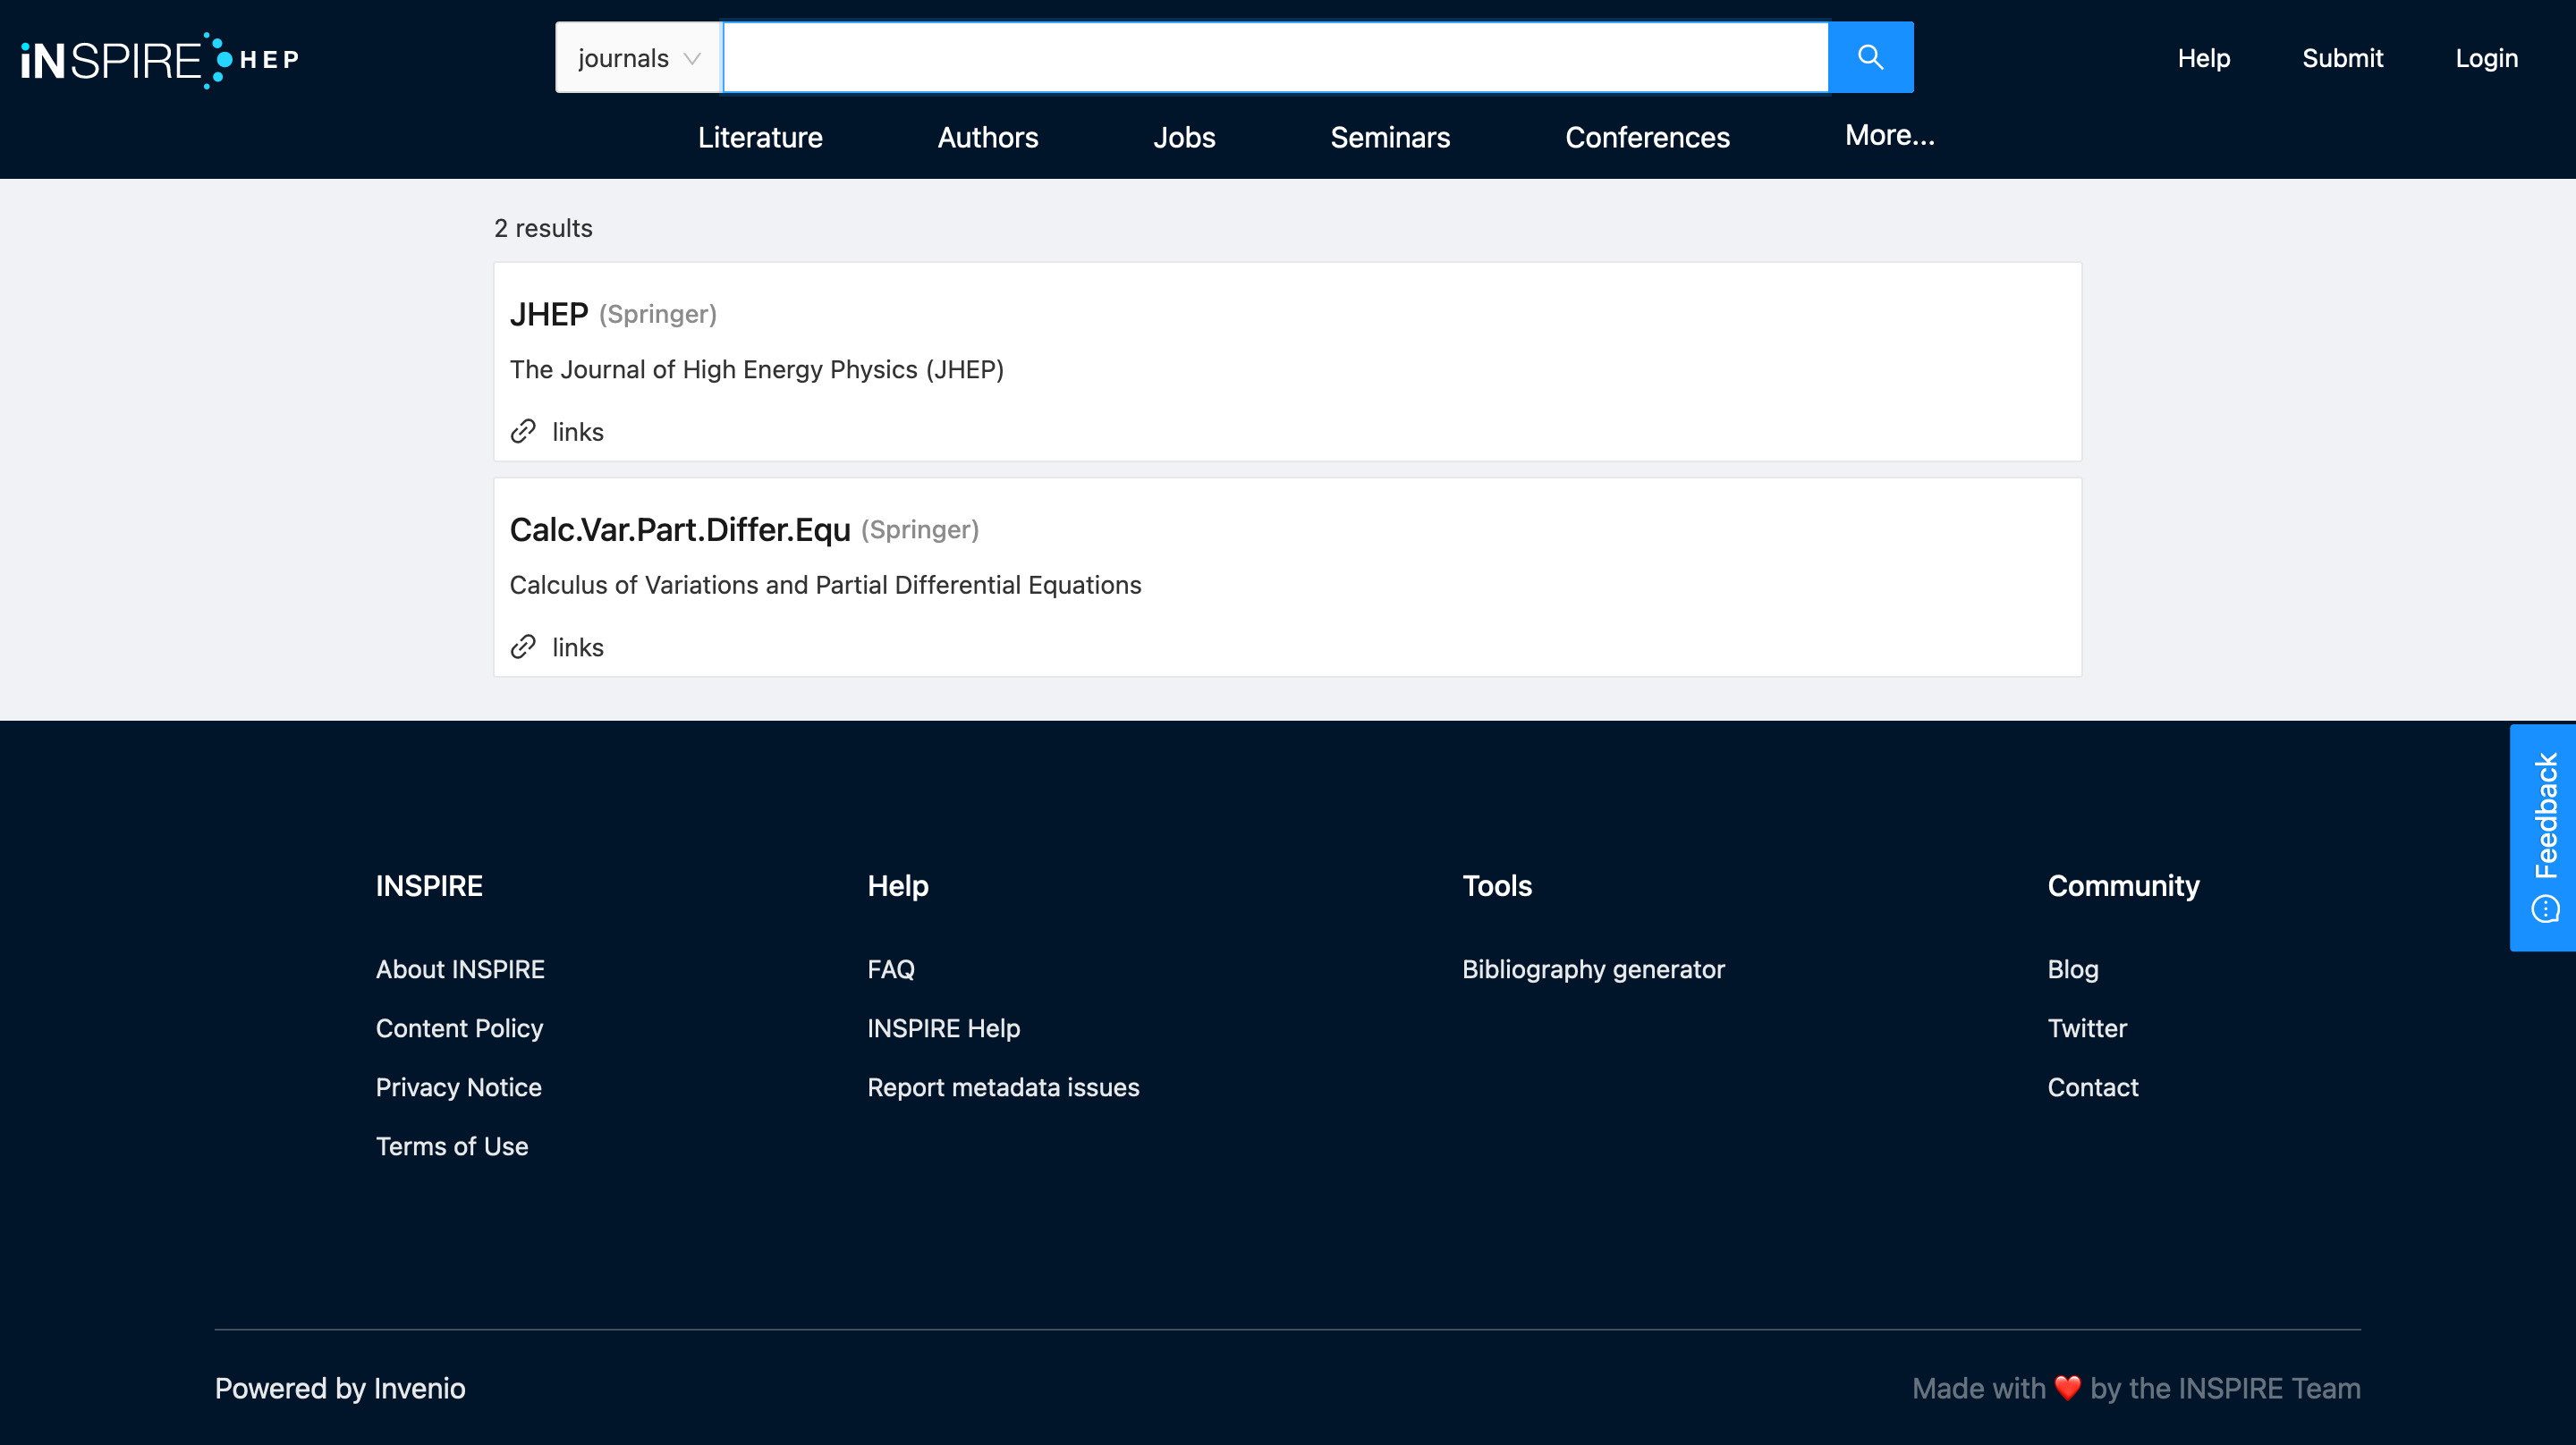 iNSPIRE HEP
journals
Help Submit Login
Literature Authors Jobs Seminars Conferences More...
2 results
JHEP (Springer)
The Journal of High Energy Physics (JHEP)
links
Calc.Var.Part.Differ.Equ (Springer)
Calculus of Variations and Partial Differential Equations
links
Feedback
INSPIRE
About INSPIRE
Content Policy
Privacy Notice
Terms of Use
Help
FAQ
INSPIRE Help
Report metadata issues
Tools
Bibliography generator
Community
Blog
Twitter
Contact
Powered by Invenio
Made with ❤️ by the INSPIRE Team